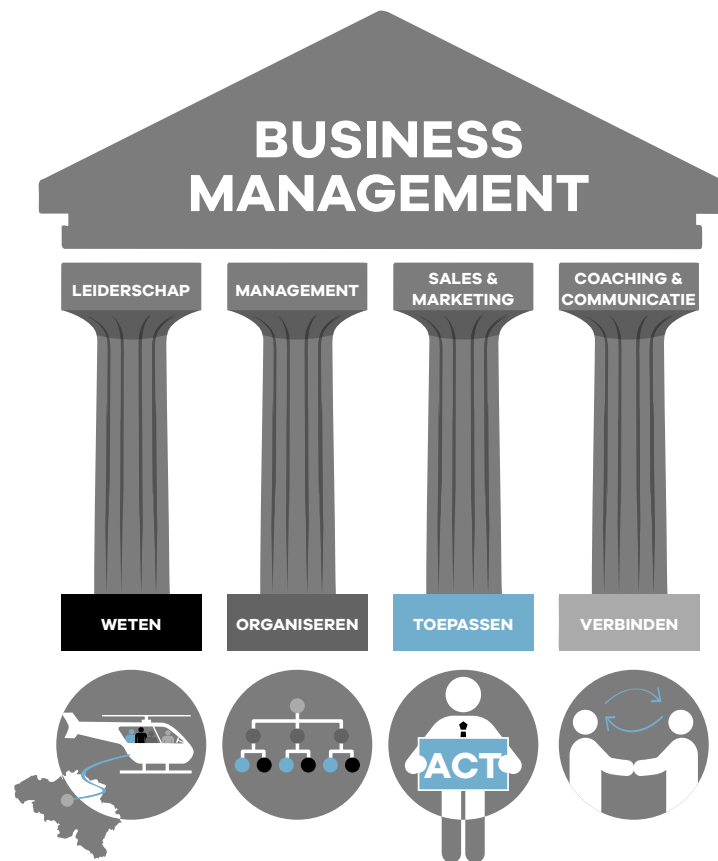 BUSINESS
MANAGEMENT
LEIDERSCHAP
MANAGEMENT
SALES &
MARKETING
COACHING &
COMMUNICATIE
WETEN
ORGANISEREN
TOEPASSEN
VERBINDEN
ACT